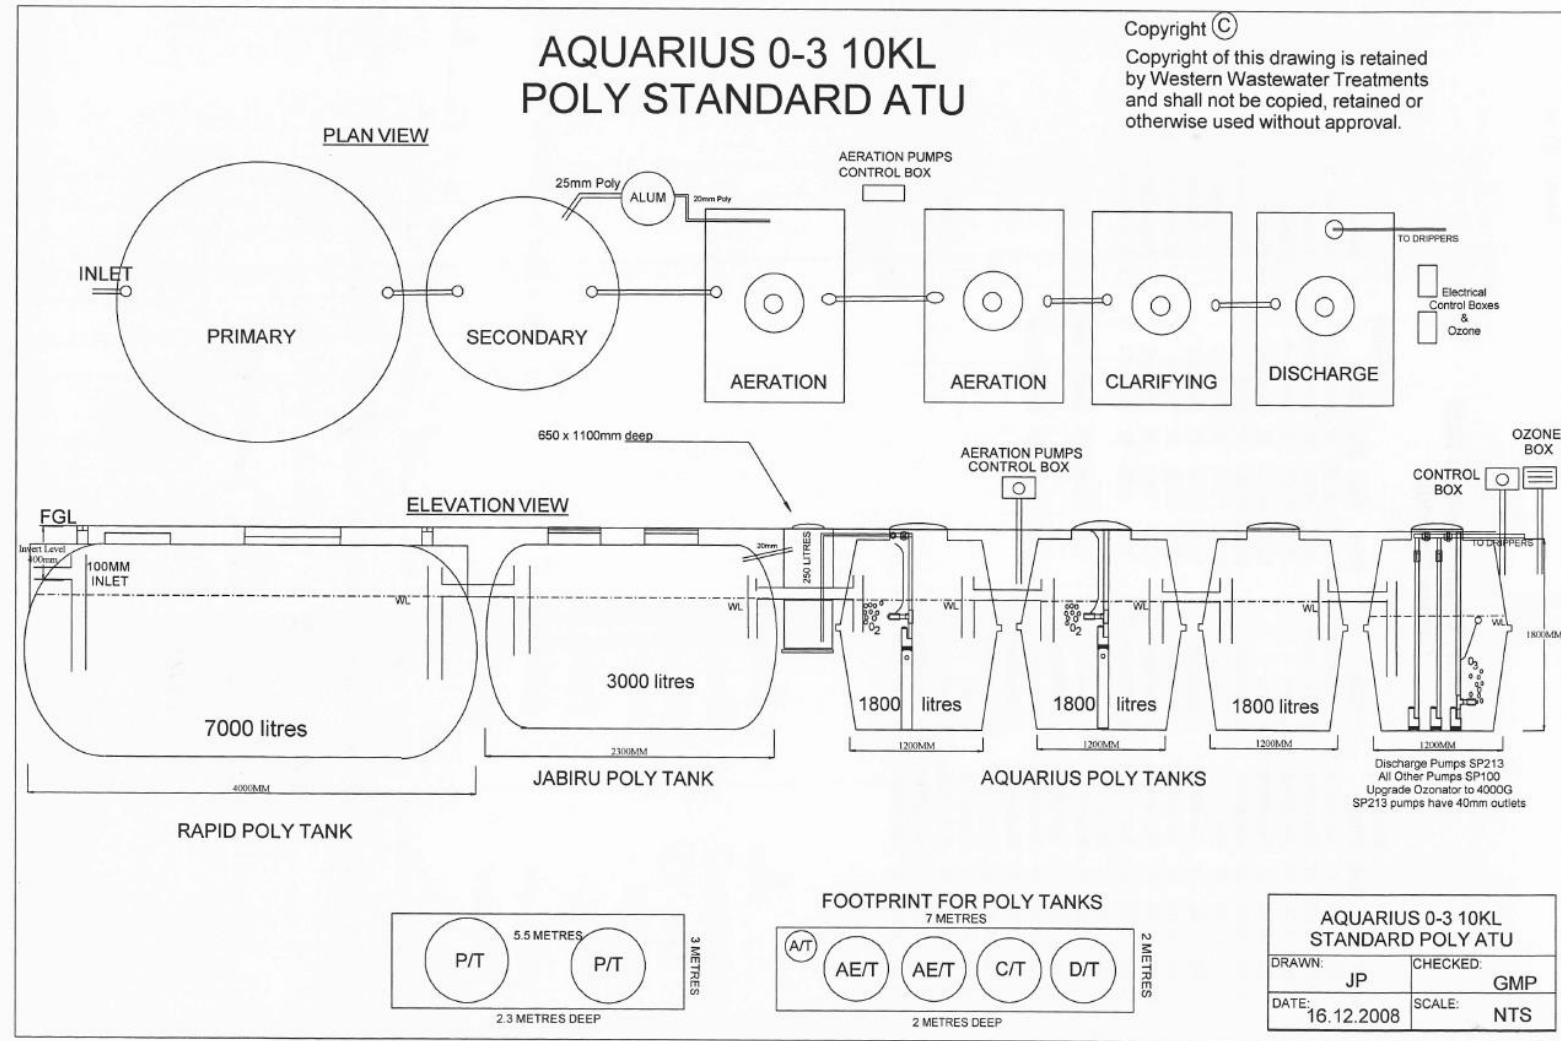 AQUARIUS 0-3 10KL
POLY STANDARD ATU
Copyright ©
Copyright of this drawing is retained
by Western Wastewater Treatments
and shall not be copied, retained or
otherwise used without approval.
PLAN VIEW
INLET
PRIMARY
SECONDARY
25mm Poly
ALUM
20mm Poly
AERATION PUMPS
CONTROL BOX
AERATION
AERATION
CLARIFYING
DISCHARGE
TO DRIPPERS
Electrical
Control Boxes
&
Ozone
650 x 1100mm deep
ELEVATION VIEW
FGL
Invert Level
400mm
100MM
INLET
WL
7000 litres
4000MM
RAPID POLY TANK
20mm
WL
3000 litres
2300MM
JABIRU POLY TANK
250 LITRES
AERATION PUMPS
CONTROL BOX
CONTROL
BOX
OZONE
BOX
O2
WL
1800 litres
1200MM
O2
WL
1800 litres
1200MM
WL
1800 litres
1200MM
TO DRIPPERS
WL
O3
1800MM
1200MM
AQUARIUS POLY TANKS
Discharge Pumps SP213
All Other Pumps SP100
Upgrade Ozonator to 4000G
SP213 pumps have 40mm outlets
P/T
5.5 METRES
P/T
3 METRES
2.3 METRES DEEP
FOOTPRINT FOR POLY TANKS
7 METRES
A/T
AE/T
AE/T
C/T
D/T
2 METRES
2 METRES DEEP
AQUARIUS 0-3 10KL
STANDARD POLY ATU
DRAWN: JP
CHECKED: GMP
DATE: 16.12.2008
SCALE: NTS